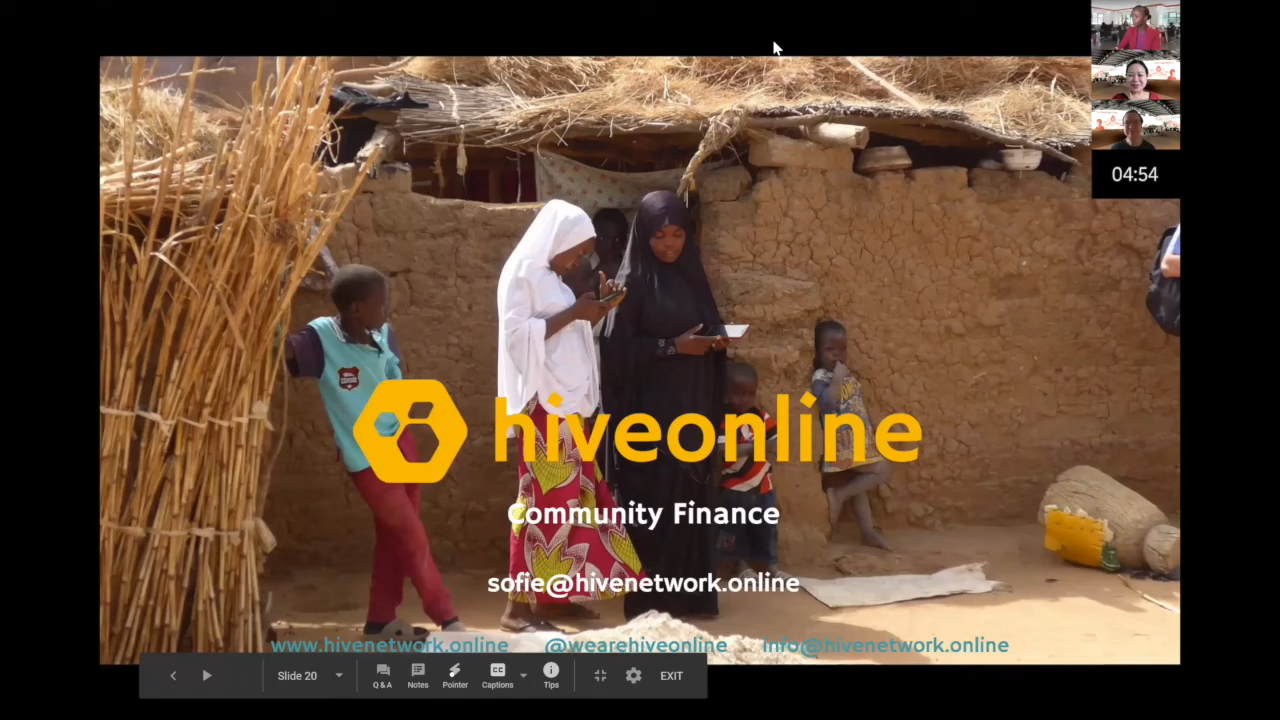 04:54
hiveonline
Community Finance
sofie@hivenetwork.online
www.hivenetwork.online @wearehiveonline info@hivenetwork.online
Slide 20
Q & A Notes Pointer CC Captions Tips EXIT